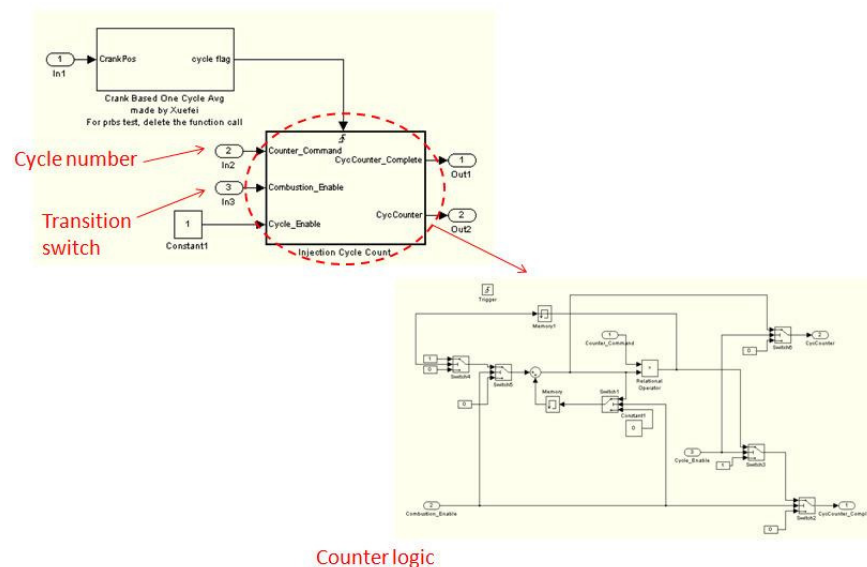 1
In1
CrankPos
cycle flag
Crank Based One Cycle Avg
made by Xuefei
For prbs test, delete the function call
Cycle number
2
In2
Counter_Command
CycCounter_Complete
1
Out1
Transition
switch
3
In3
Combustion_Enable
1
Constant1
Cycle_Enable
CycCounter
2
Out2
Injection Cycle Count
Trigger
Memory1
1
Counter_Command
0
2
CycCounter
1
0
Switch4
Switch5
0
Memory
Switch1
Constant1
0
Relational
Operator
3
Cycle_Enable
1
Switch3
2
Combustion_Enable
0
Switch2
1
CycCounter_Compl
Counter logic